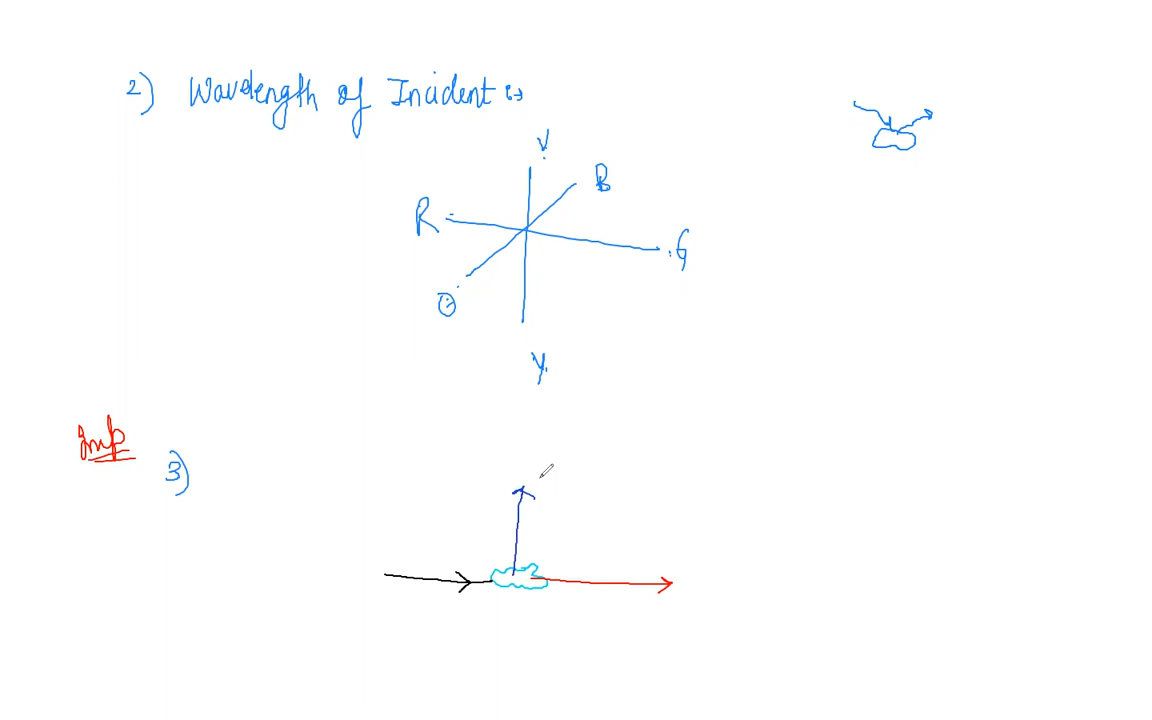 2) Wavelength of Incident :→
V
B
R
G
O
Y
Imp
3)